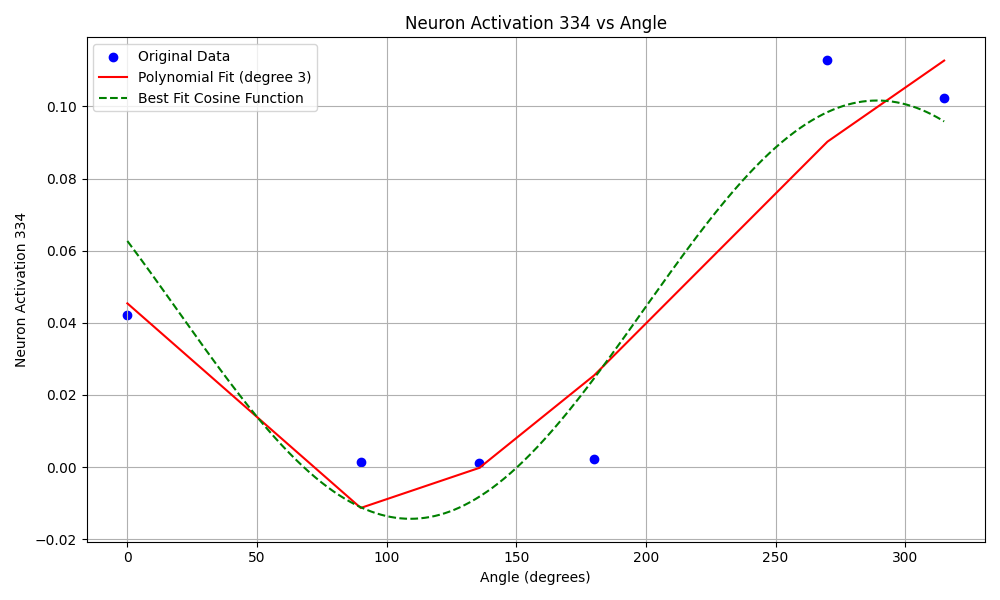 Neuron Activation 334 vs Angle
Original Data
Polynomial Fit (degree 3)
Best Fit Cosine Function
Neuron Activation 334
0.10
0.08
0.06
0.04
0.02
0.00
−0.02
0 50 100 150 200 250 300
Angle (degrees)